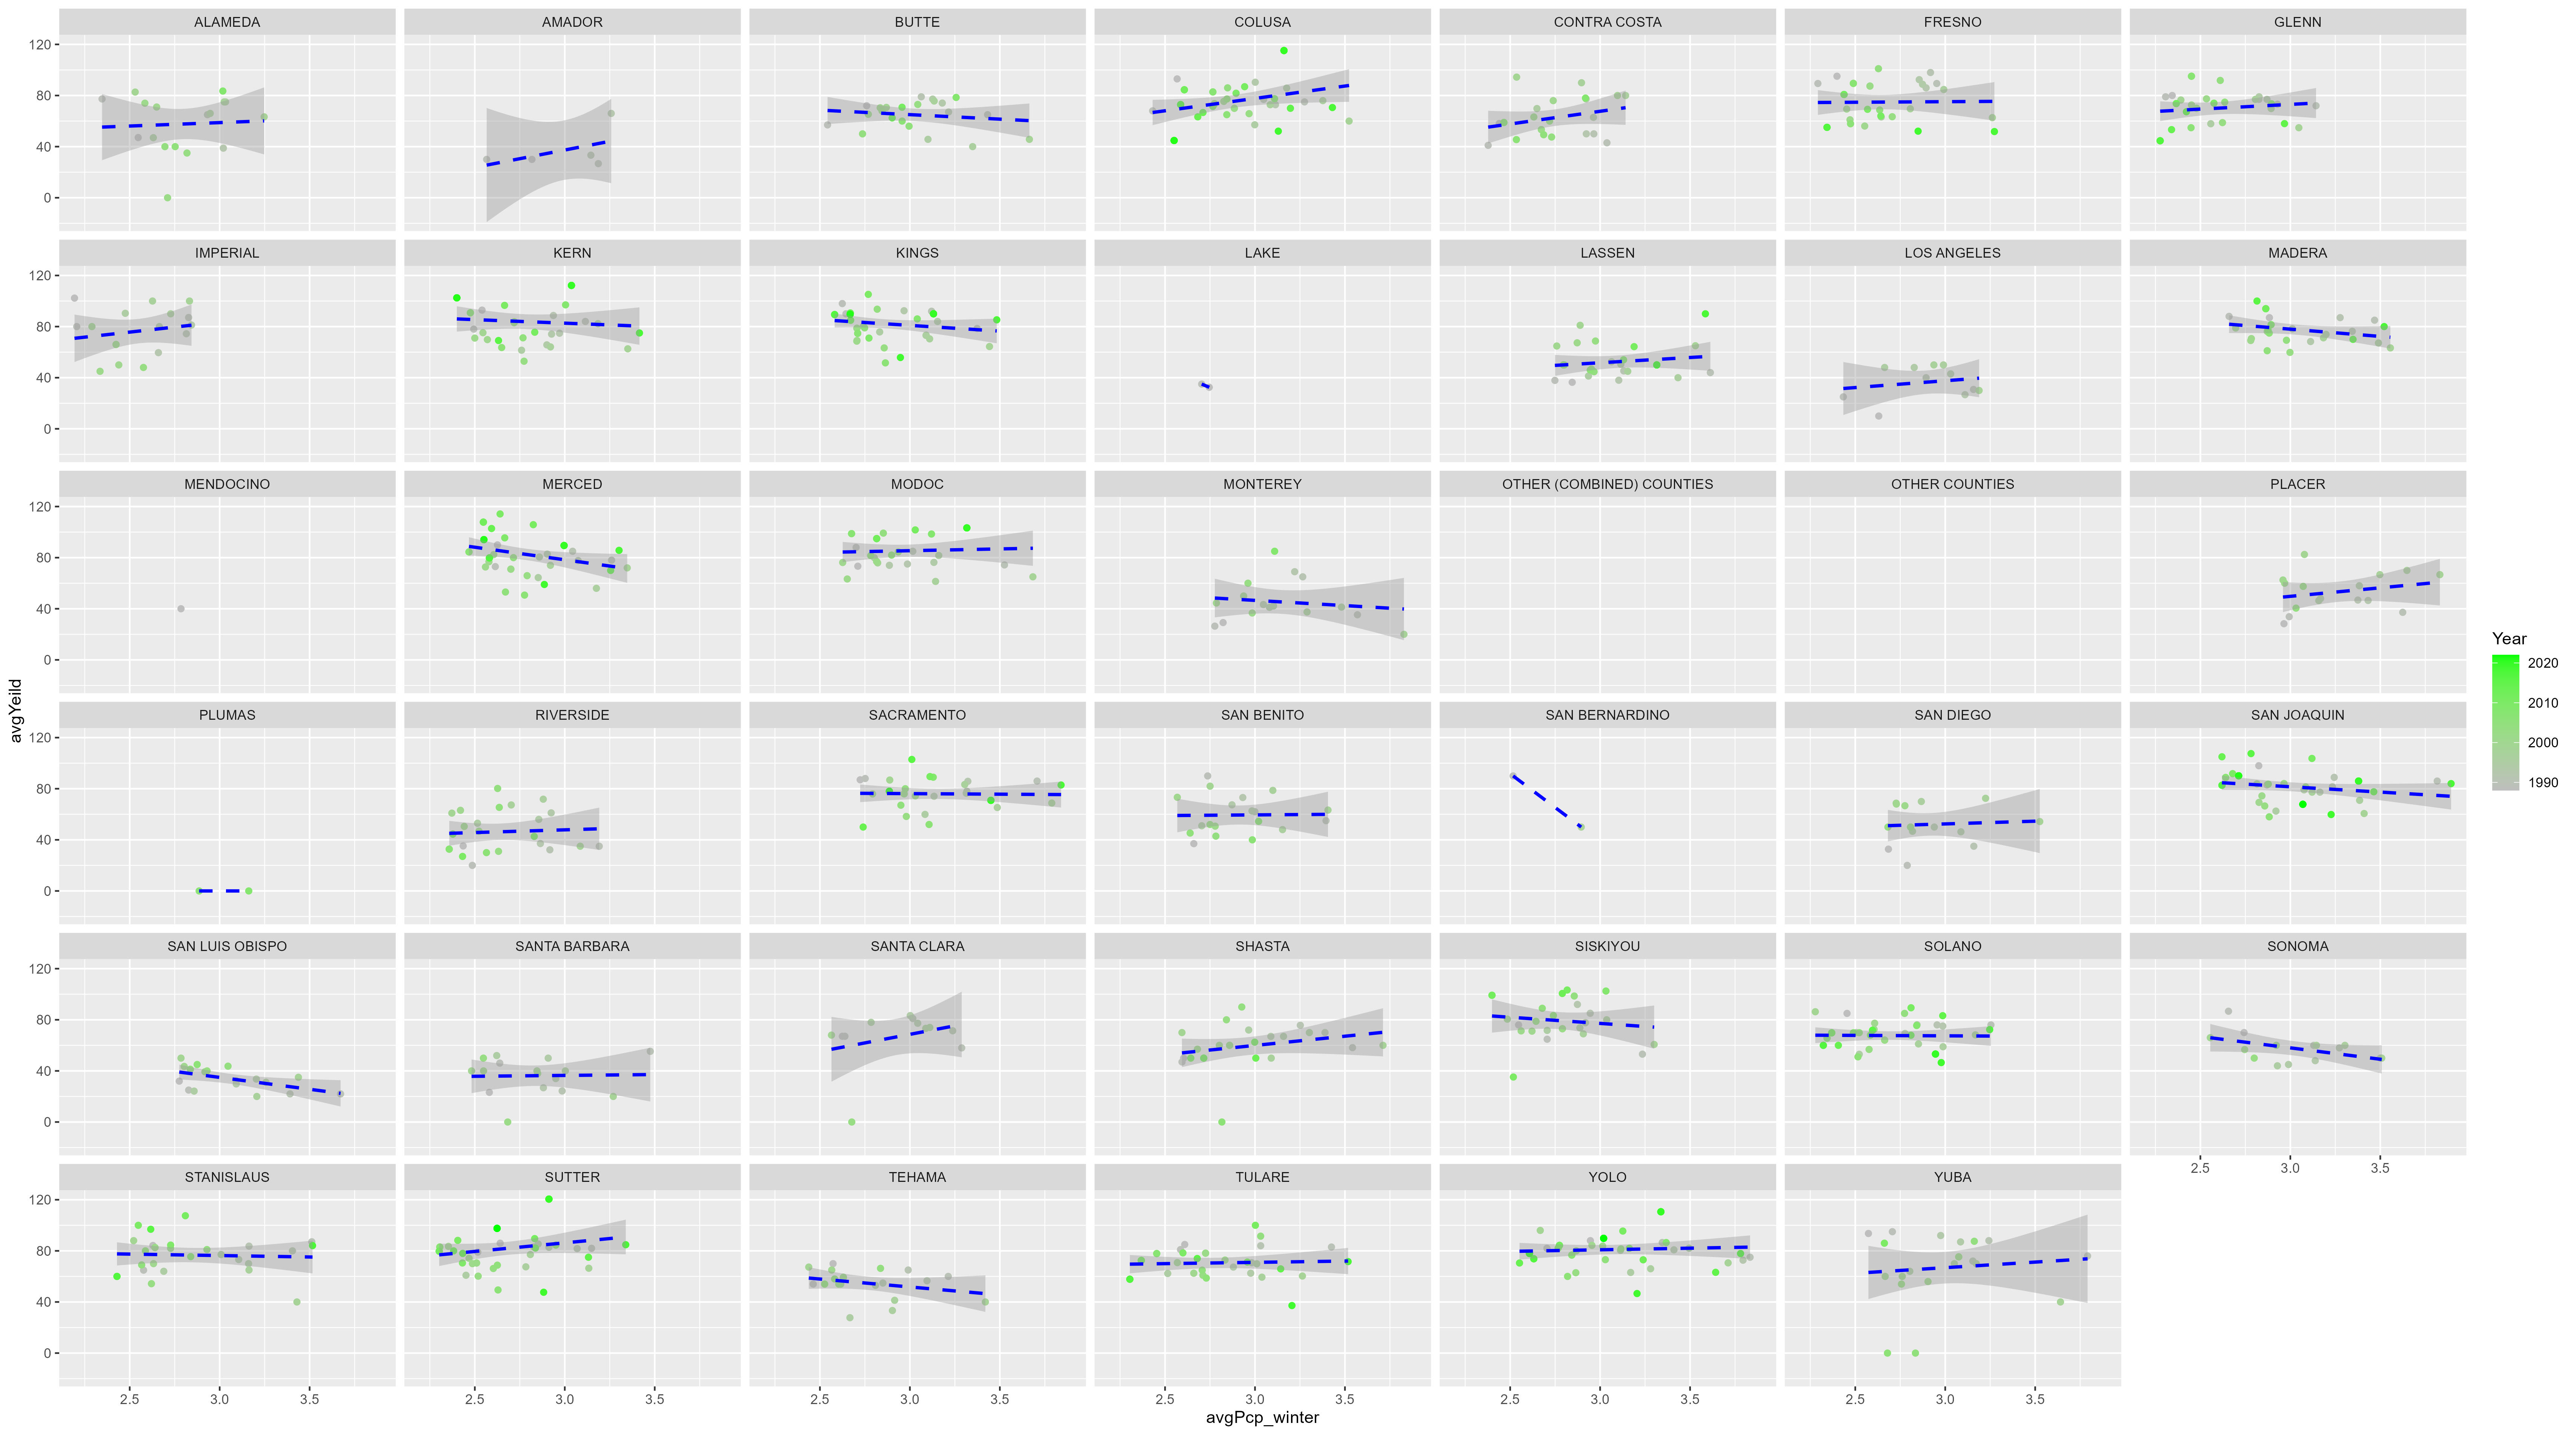 ALAMEDA AMADOR BUTTE COLUSA CONTRA COSTA FRESNO GLENN
120
80
40
0
IMPERIAL KERN KINGS LAKE LASSEN LOS ANGELES MADERA
120
80
40
0
MENDOCINO MERCED MODOC MONTEREY OTHER (COMBINED) COUNTIES OTHER COUNTIES PLACER
120
80
40
0
PLUMAS RIVERSIDE SACRAMENTO SAN BENITO SAN BERNARDINO SAN DIEGO SAN JOAQUIN
120
80
40
0
SAN LUIS OBISPO SANTA BARBARA SANTA CLARA SHASTA SISKIYOU SOLANO SONOMA
120
80
40
0
2.5 3.0 3.5
STANISLAUS SUTTER TEHAMA TULARE YOLO YUBA
120
80
40
0
2.5 3.0 3.5 2.5 3.0 3.5 2.5 3.0 3.5 2.5 3.0 3.5 2.5 3.0 3.5 2.5 3.0 3.5
avgPcp_winter
avgYeild
Year
2020
2010
2000
1990